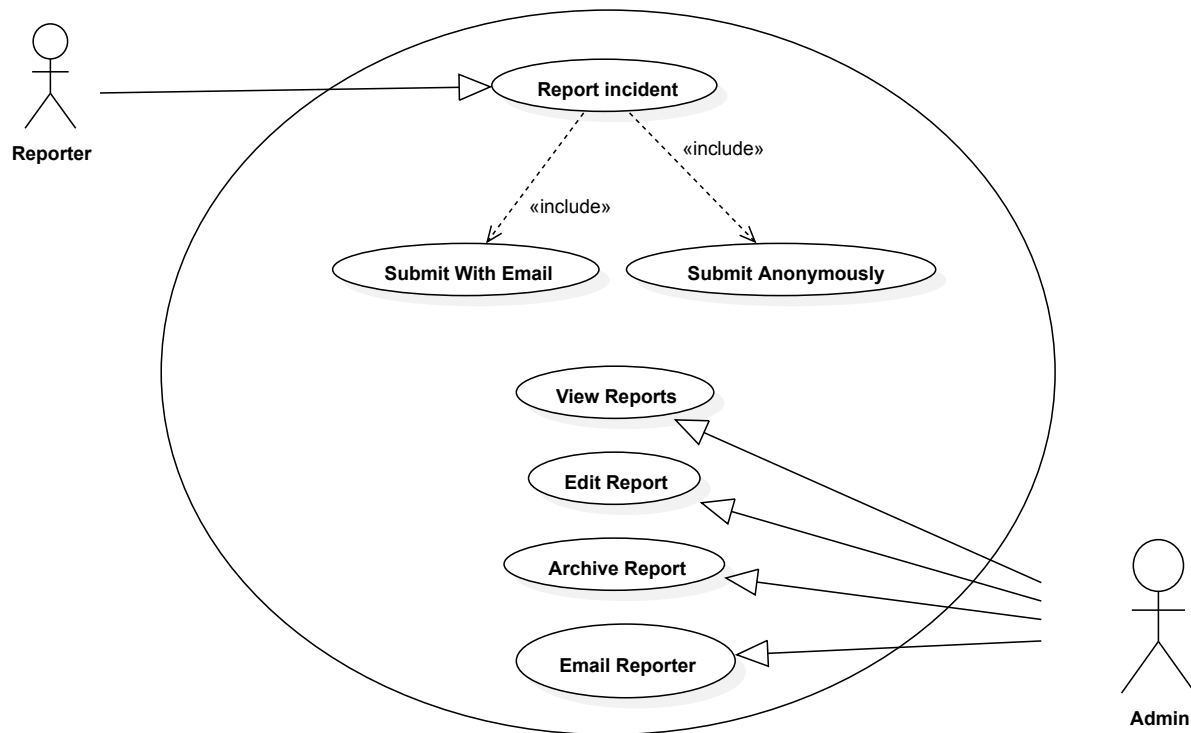 Report incident
Reporter
«include»
«include»
Submit With Email
Submit Anonymously
View Reports
Edit Report
Archive Report
Email Reporter
Admin